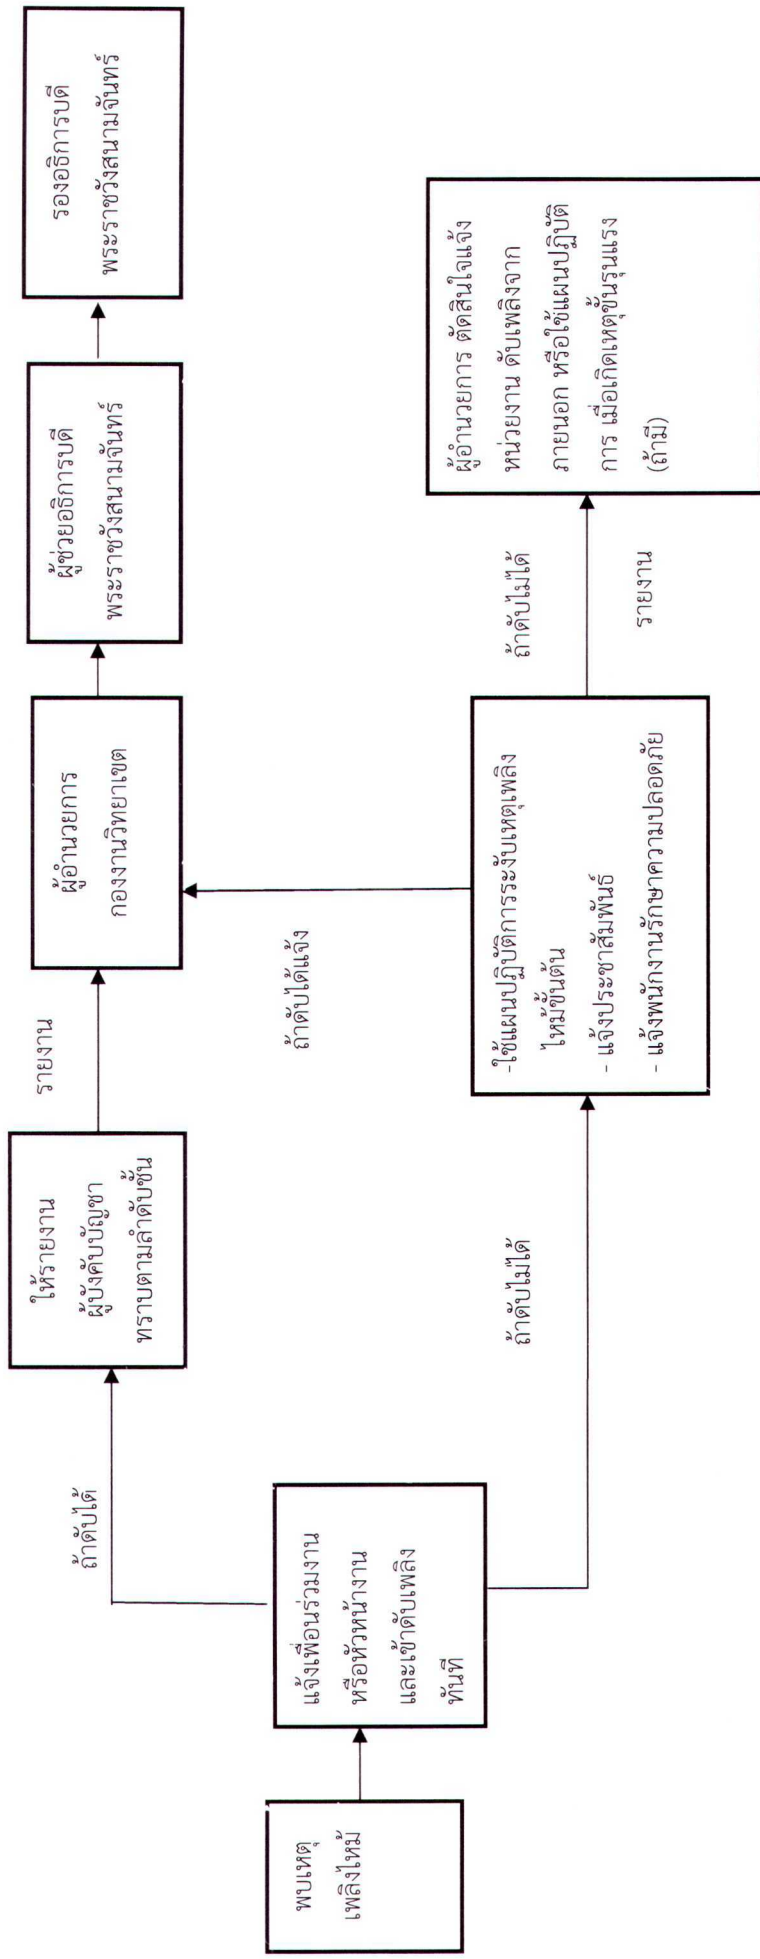 พบเหตุ
เพลิงไหม้
แจ้งเพื่อนร่วมงาน
หรือหัวหน้างาน
และเข้าดับเพลิง
ทันที
ถ้าดับได้
ให้รายงาน
ผู้บังคับบัญชา
ทราบตามลำดับชั้น
รายงาน
ผู้อำนวยการ
กองงานวิทยาเขต
ผู้ช่วยอธิการบดี
พระราชวังสนามจันทร์
รองอธิการบดี
พระราชวังสนามจันทร์
ถ้าดับไม่ได้
-ใช้แผนปฏิบัติการระงับเหตุเพลิง
ไหม้ขั้นต้น
- แจ้งประชาสัมพันธ์
- แจ้งพนักงานรักษาความปลอดภัย
ถ้าดับได้แจ้ง
ถ้าดับไม่ได้
รายงาน
ผู้อำนวยการ ตัดสินใจแจ้ง
หน่วยงาน ดับเพลิงจาก
ภายนอก หรือใช้แผนปฏิบัติ
การ เมื่อเกิดเหตุขั้นรุนแรง
(ถ้ามี)